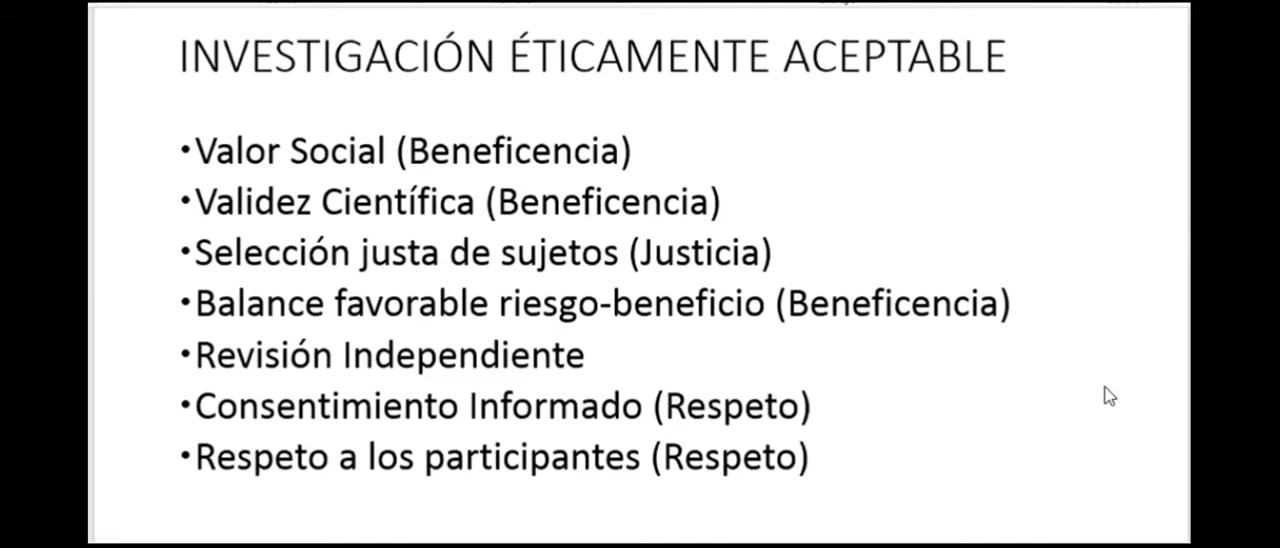 INVESTIGACIÓN ÉTICAMENTE ACEPTABLE
•Valor Social (Beneficencia)
•Validez Científica (Beneficencia)
•Selección justa de sujetos (Justicia)
•Balance favorable riesgo-beneficio (Beneficencia)
•Revisión Independiente
•Consentimiento Informado (Respeto)
•Respeto a los participantes (Respeto)